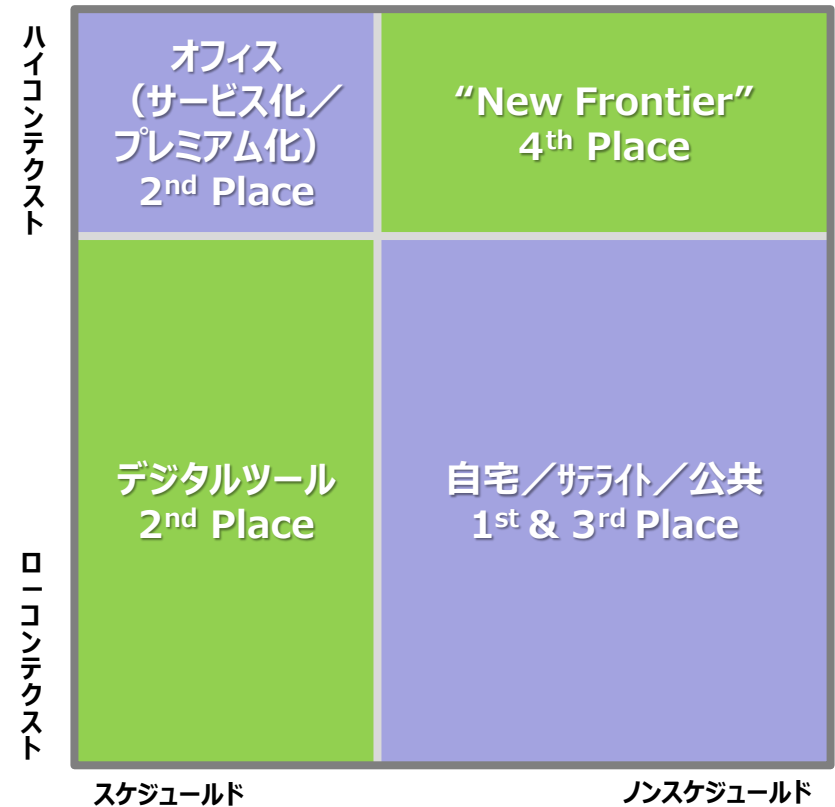 ハイコンテクスト
オフィス
（サービス化／
プレミアム化）
2nd Place
“New Frontier”
4th Place
デジタルツール
2nd Place
自宅／ｻﾃﾗｲﾄ／公共
1st & 3rd Place
ローコンテクスト
スケジュールド
ノンスケジュールド